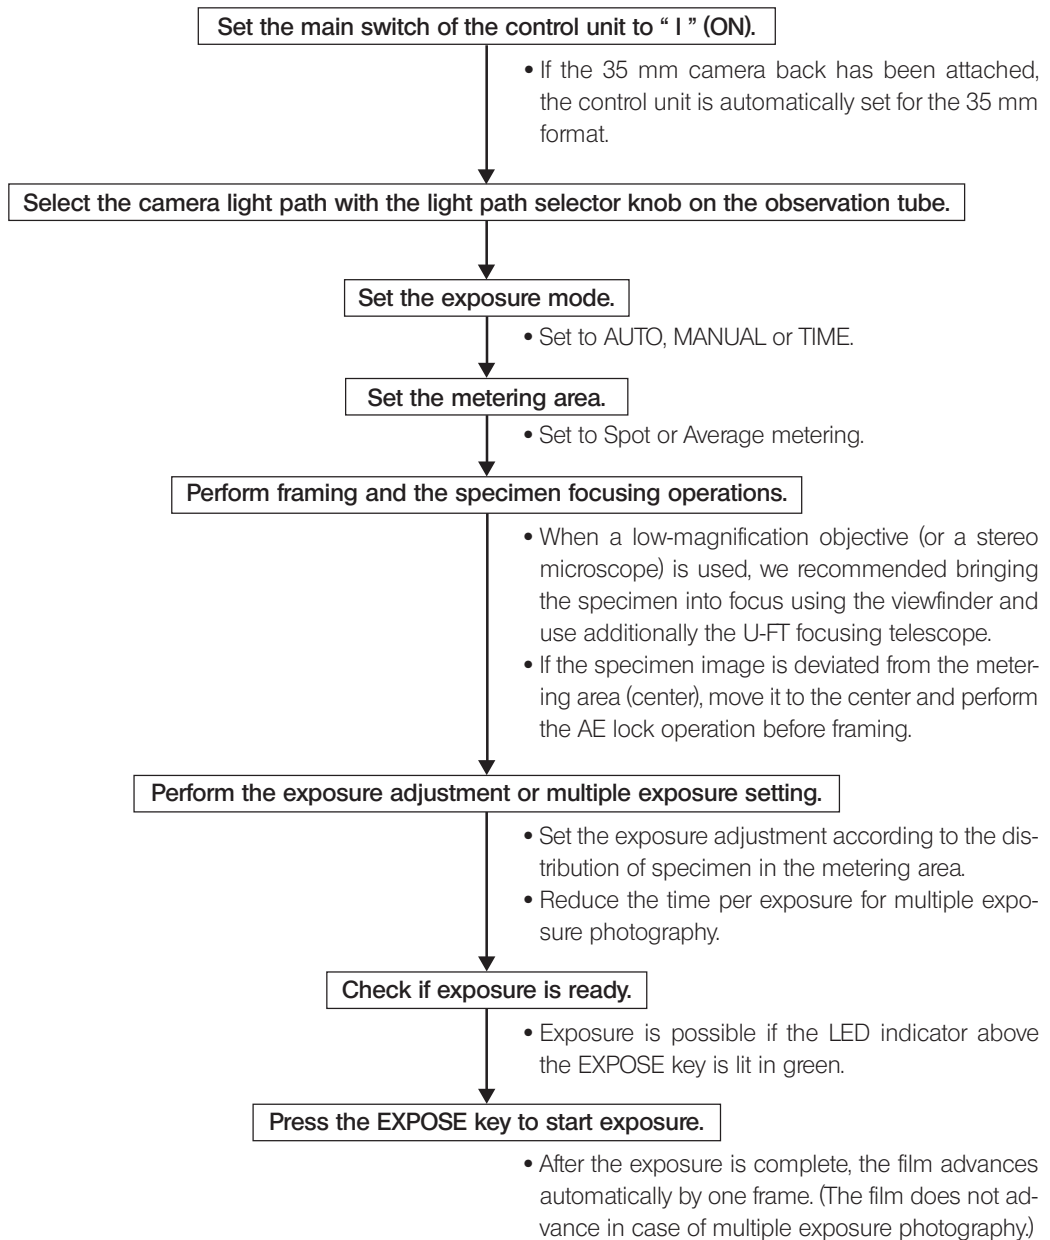 Set the main switch of the control unit to “ I ” (ON).
• If the 35 mm camera back has been attached,
the control unit is automatically set for the 35 mm
format.
Select the camera light path with the light path selector knob on the observation tube.
Set the exposure mode.
• Set to AUTO, MANUAL or TIME.
Set the metering area.
• Set to Spot or Average metering.
Perform framing and the specimen focusing operations.
• When a low-magnification objective (or a stereo
microscope) is used, we recommended bringing
the specimen into focus using the viewfinder and
use additionally the U-FT focusing telescope.
• If the specimen image is deviated from the meter-
ing area (center), move it to the center and perform
the AE lock operation before framing.
Perform the exposure adjustment or multiple exposure setting.
• Set the exposure adjustment according to the dis-
tribution of specimen in the metering area.
• Reduce the time per exposure for multiple expo-
sure photography.
Check if exposure is ready.
• Exposure is possible if the LED indicator above
the EXPOSE key is lit in green.
Press the EXPOSE key to start exposure.
• After the exposure is complete, the film advances
automatically by one frame. (The film does not ad-
vance in case of multiple exposure photography.)